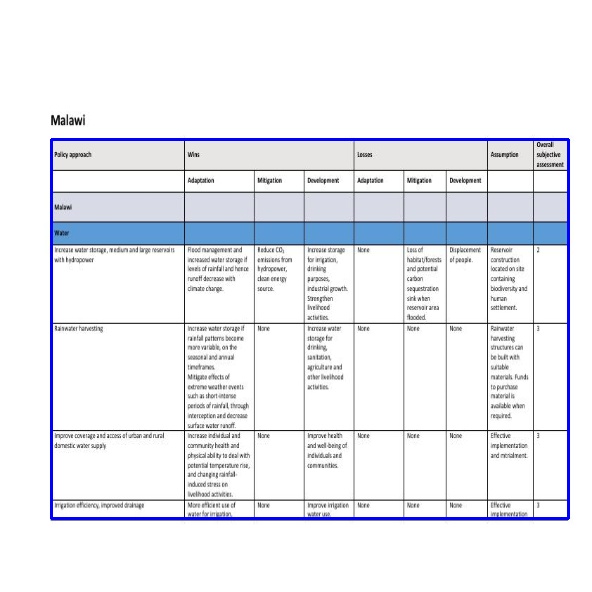 Malawi
Policy approach Wins Losses Assumption Overall subjective assessment
Adaptation Mitigation Development Adaptation Mitigation Development
Malawi
Water
Increase water storage, medium and large reservoirs
with hydropower
Flood management and
increased water storage if
levels of rainfall and hence
runoff decrease with
climate change.
Reduce CO₂
emissions from
hydropower,
clean energy
source.
Increase storage
for irrigation,
drinking
purposes,
industrial growth.
Strengthen
livelihood
activities.
None
Loss of
habitat/forests
and potential
carbon
sequestration
sink when
reservoir area
flooded.
Displacement
of people.
Reservoir
construction
located on site
containing
biodiversity and
human
settlement.
2
Rainwater harvesting
Increase water storage if
rainfall patterns become
more variable, on the
seasonal and annual
timeframes.
Mitigate effects of
extreme weather events
such as short-intense
periods of rainfall, through
interception and decrease
surface water runoff.
None
Increase water
storage for
drinking,
sanitation,
agriculture and
other livelihood
activities.
None
None
None
Rainwater
harvesting
structures can
be built with
suitable
materials. Funds
to purchase
material is
available when
required.
3
Improve coverage and access of urban and rural
domestic water supply
Increase individual and
community health and
physical ability to deal with
potential temperature rise,
and changing rainfall-
induced stress on
livelihood activities.
None
Improve health
and well-being of
individuals and
communities.
None
None
None
Effective
implementation
and
3
Irrigation efficiency, improved drainage
More efficient use of
water for irrigation,
None
Improve irrigation
water use.
None
None
None
Effective
implementation
3